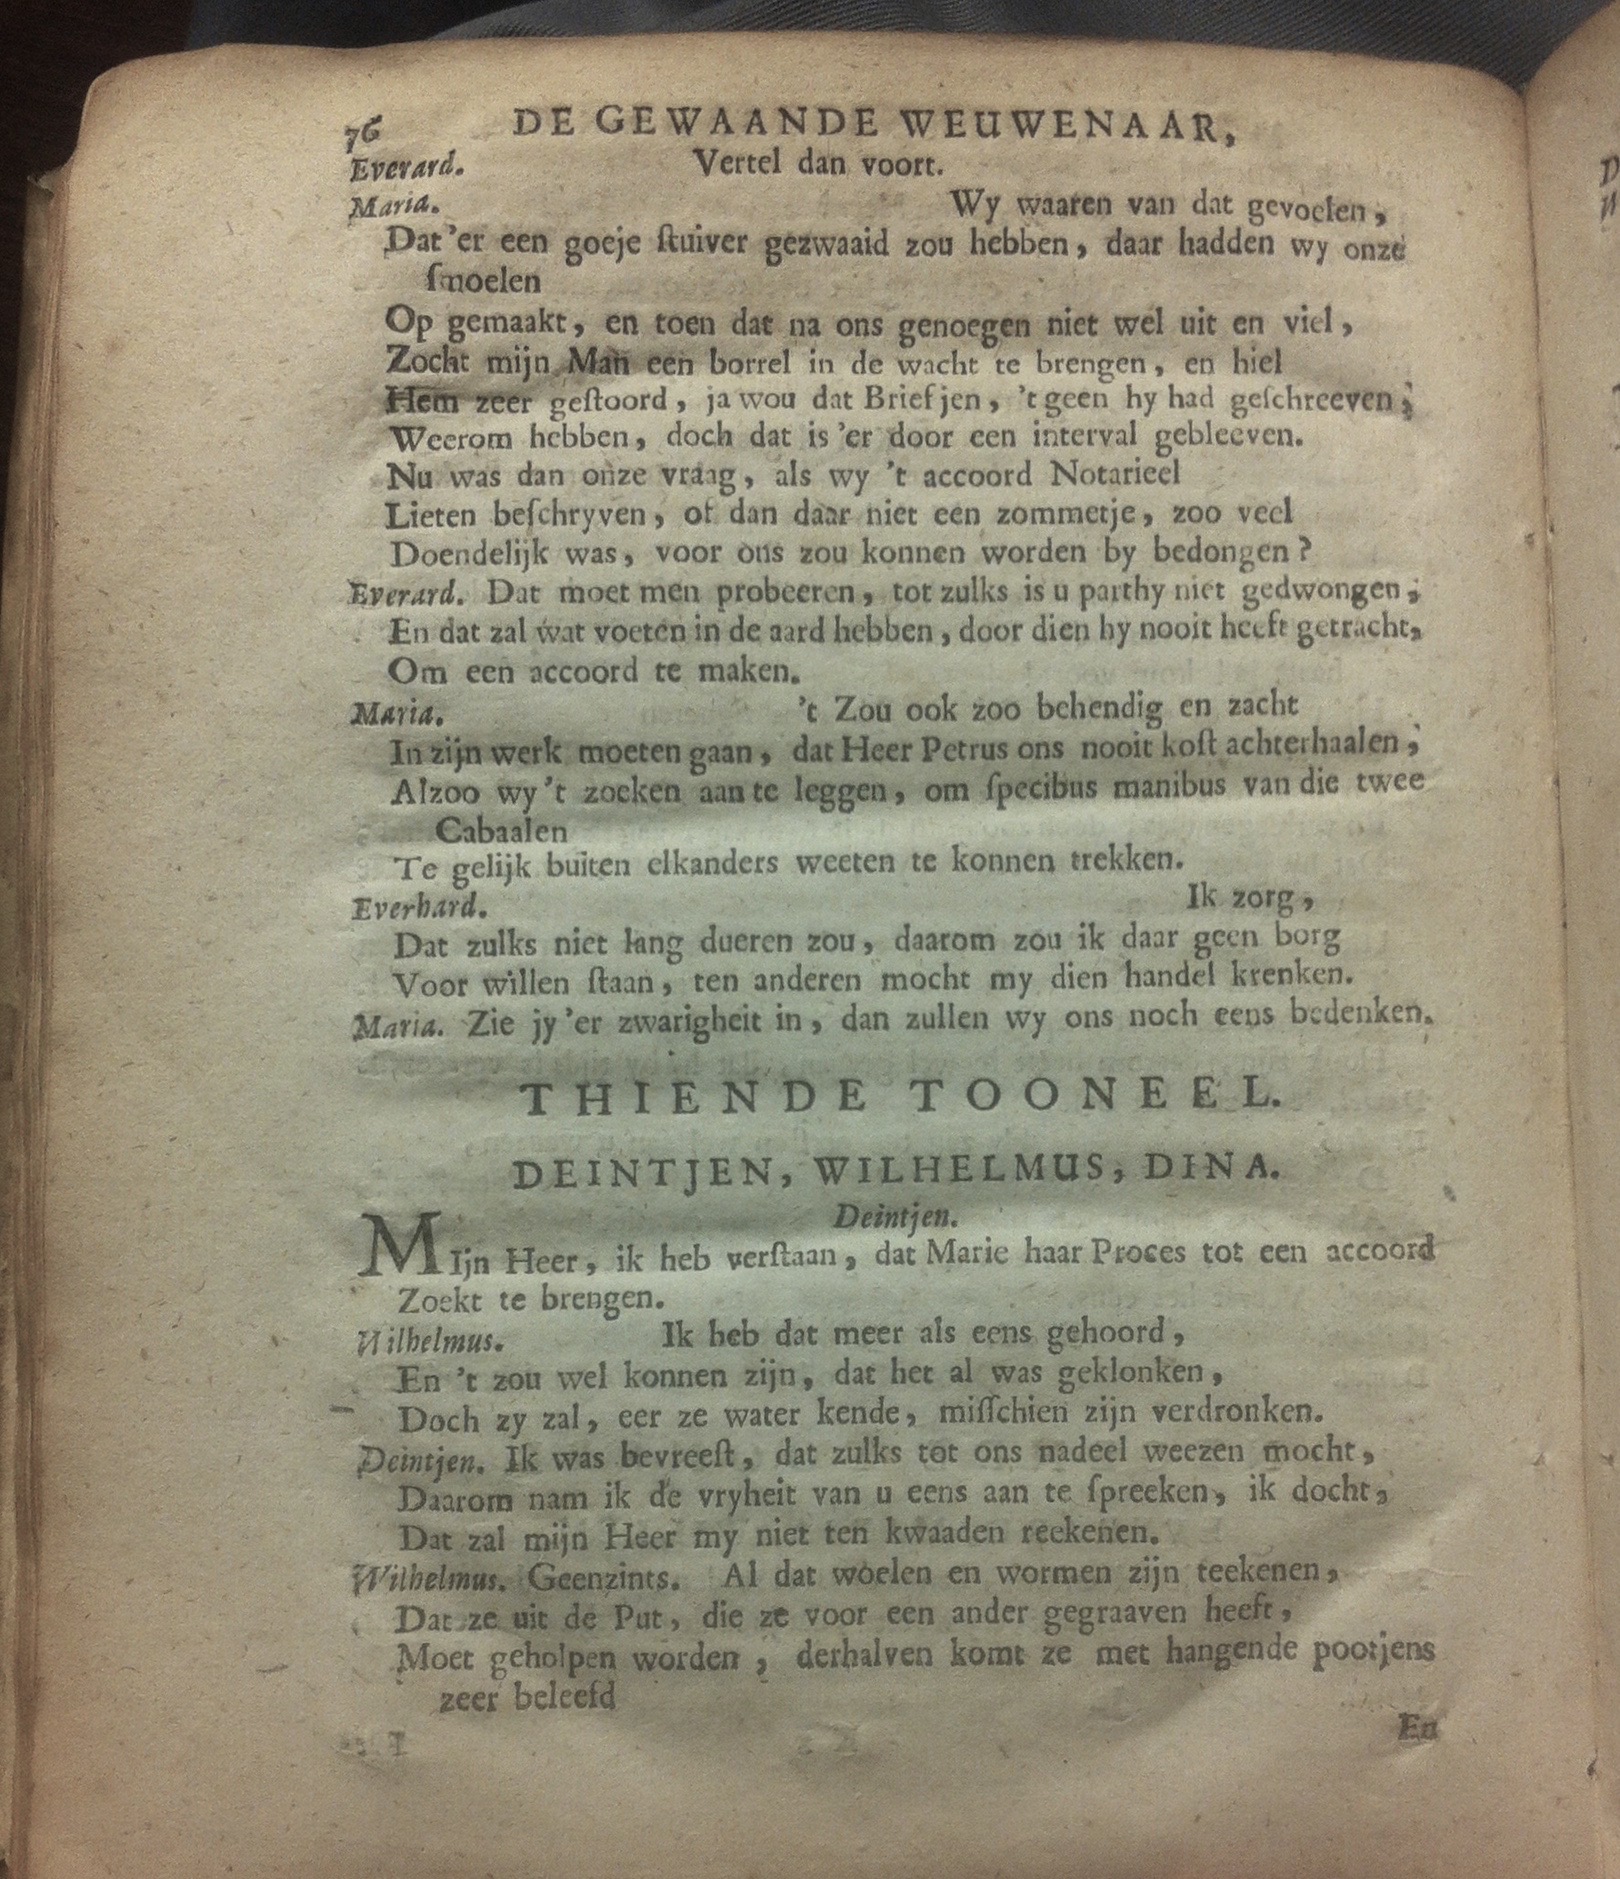 76 DE GEWAANDE WEUWENAAR,
Everard. Vertel dan voort.
Maria. Wy waaren van dat gevoelen,
Dat 'er een goeje ſtuiver gezwaaid zou hebben, daar hadden wy onze
ſmoelen
Op gemaakt, en toen dat na ons genoegen niet wel uit en viel,
Zocht mijn Man een borrel in de wacht te brengen, en hiel
Hem zeer geſtoord, ja wou dat Briefjen, 't geen hy had geſchreeven,
Weerom hebben, doch dat is 'er door een interval gebleeven.
Nu was dan onze vraag, als wy 't accoord Notarieel
Lieten beſchryven, of dan daar niet een zommetje, zoo veel
Doendelijk was, voor ons zou konnen worden by bedongen?
Everard. Dat moet men probeeren, tot zulks is u parthy niet gedwongen,
En dat zal wat voeten in de aard hebben, door dien hy nooit heeft getracht,
Om een accoord te maken.
Maria. 't Zou ook zoo behendig en zacht
In zijn werk moeten gaan, dat Heer Petrus ons nooit koſt achterhaalen,
Alzoo wy 't zoeken aan te leggen, om ſpecibus manibus van die twee
Cabaalen
Te gelijk buiten elkanders weeten te konnen trekken.
Everhard. Ik zorg,
Dat zulks niet lang dueren zou, daarom zou ik daar geen borg
Voor willen ſtaan, ten anderen mocht my dien handel krenken.
Maria. Zie jy 'er zwarigheit in, dan zullen wy ons noch eens bedenken.
THIENDE TOONEEL.
DEINTJEN, WILHELMUS, DINA.
Deintjen.
MIjn Heer, ik heb verſtaan, dat Marie haar Proces tot een accoord
Zoekt te brengen.
Wilhelmus. Ik heb dat meer als eens gehoord,
En 't zou wel konnen zijn, dat het al was geklonken,
Doch zy zal, eer ze water kende, miſſchien zijn verdronken.
Deintjen. Ik was bevreeſt, dat zulks tot ons nadeel weezen mocht,
Daarom nam ik de vryheit van u eens aan te ſpreeken, ik docht,
Dat zal mijn Heer my niet ten kwaaden reekenen.
Wilhelmus. Geenzints. Al dat woelen en wormen zijn teekenen,
Dat ze uit de Put, die ze voor een ander gegraaven heeft,
Moet geholpen worden, derhalven komt ze met hangende pootjens
zeer beleefd
En